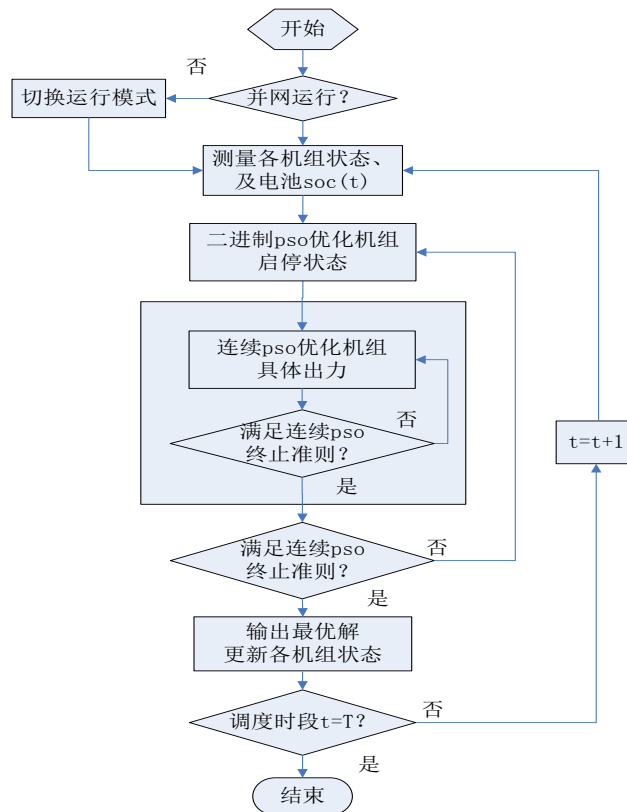 开始
否
并网运行？
切换运行模式
测量各机组状态、
及电池soc(t)
二进制pso优化机组
启停状态
连续pso优化机组
具体出力
否
满足连续pso
终止准则？
是
t=t+1
满足连续pso
终止准则？
否
是
输出最优解
更新各机组状态
调度时段t=T？
否
是
结束